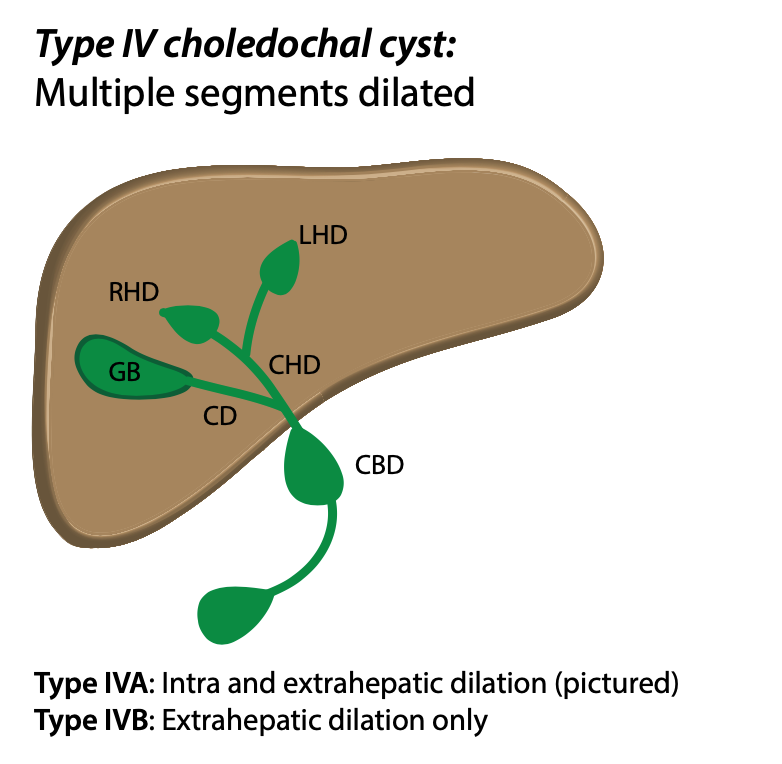 Type IV choledochal cyst:
Multiple segments dilated
LHD
RHD
CHD
GB
CD
CBD
Type IVA: Intra and extrahepatic dilation (pictured)
Type IVB: Extrahepatic dilation only